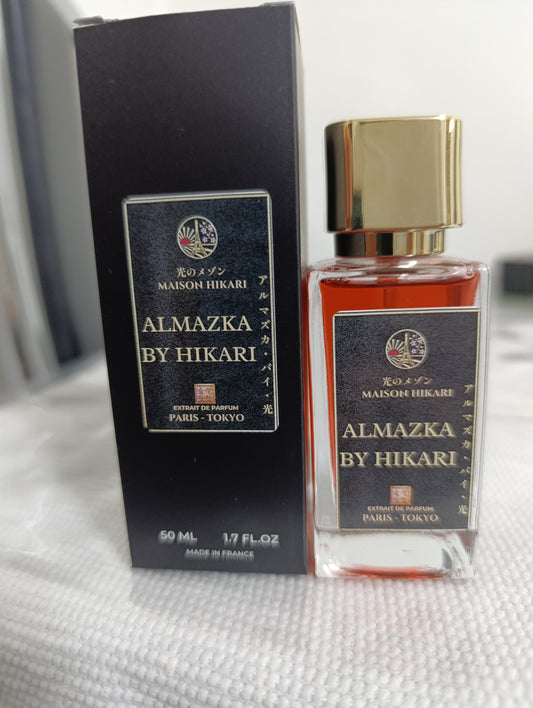 光のメゾン
MAISON HIKARI
アルマズカ・バイ・光
ALMAZKA
BY HIKARI
EXTRAIT DE PARFUM
PARIS - TOKYO
50 ML 1.7 FL.OZ
MADE IN FRANCE
光のメゾン
MAISON HIKARI
アルマズカ・バイ・光
ALMAZKA
BY HIKARI
EXTRAIT DE PARFUM
PARIS - TOKYO